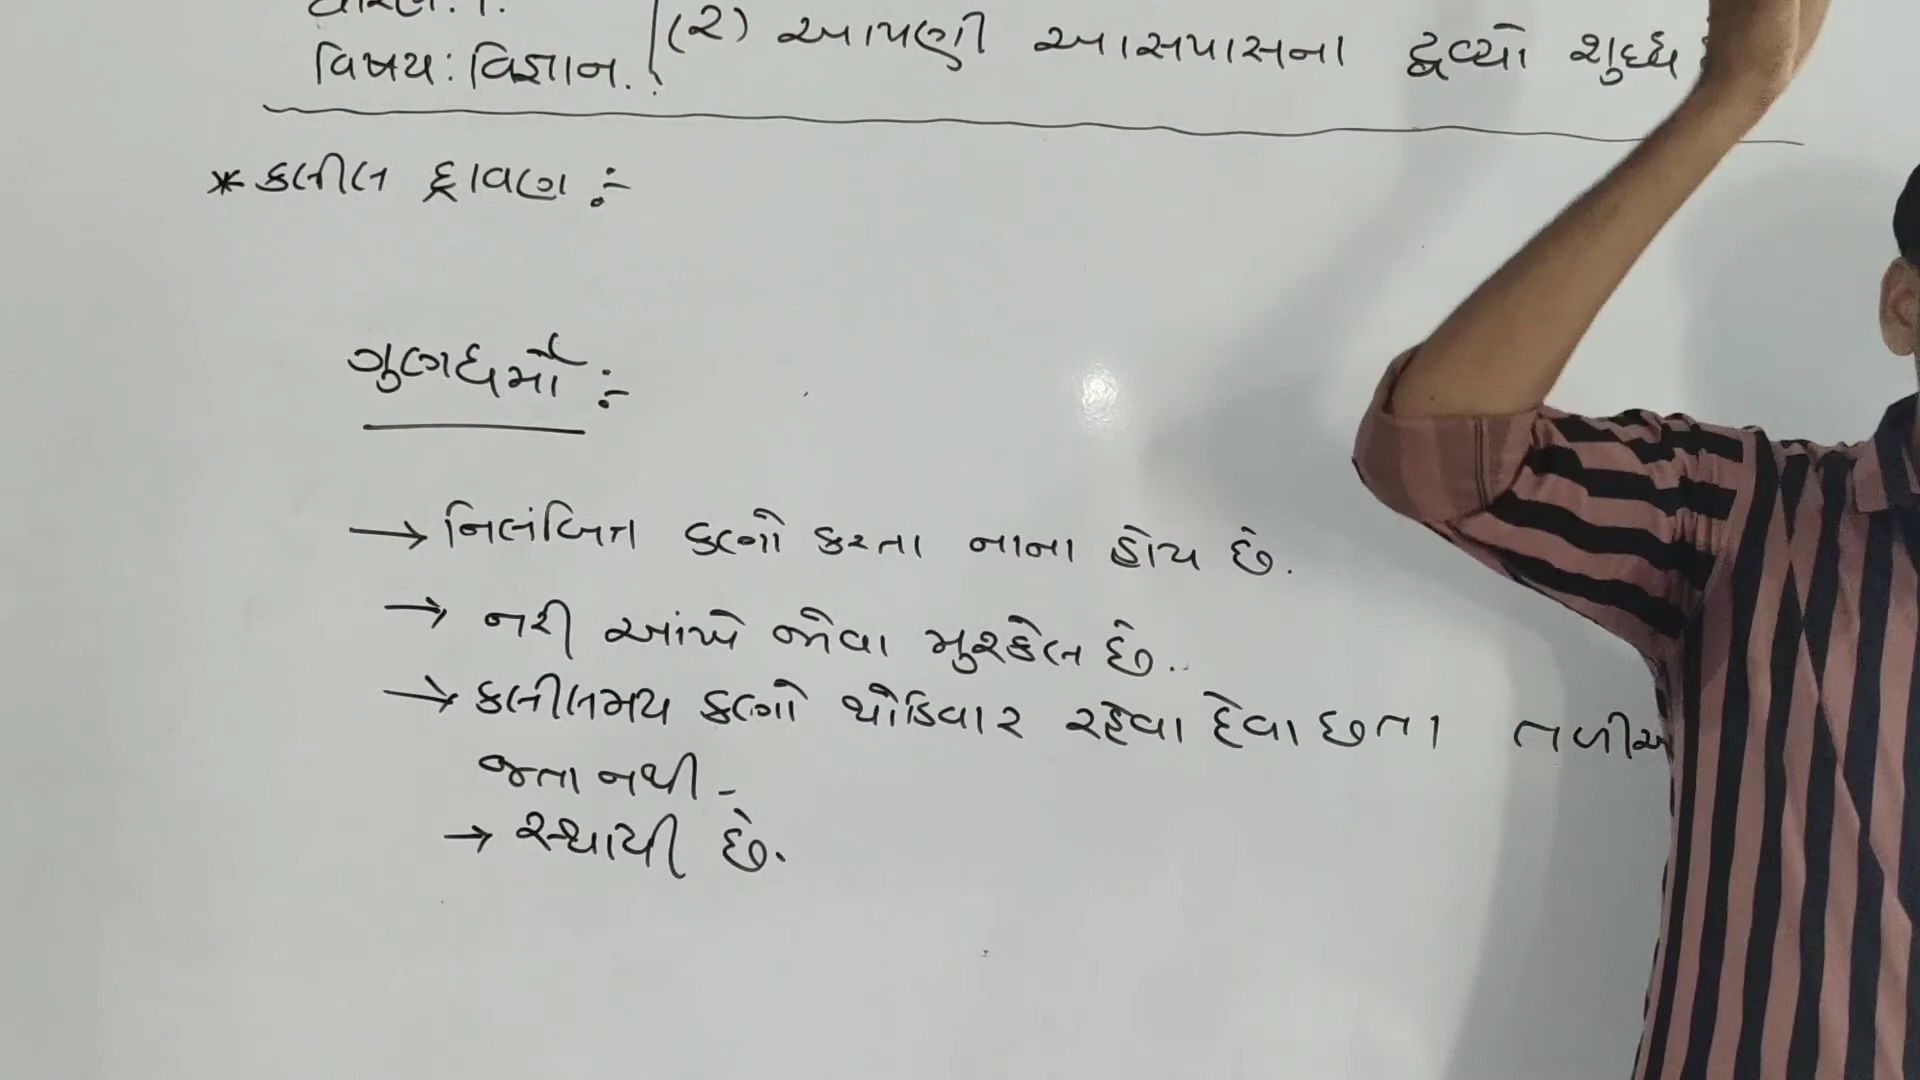 વિષય: વિજ્ઞાન.
(૨) આપણી આસપાસના દ્રવ્યો શુદ્ધ
* કલીલ દ્રાવણ :-
ગુણધર્મો :-
→ નિલંબિત કણો કરતા નાના હોય છે.
→ નરી આંખે જોવા મુશ્કેલ છે.
→ કલીલમય કણો થોડિવાર રહેવા દેવા છતા તળીએ
જતા નથી -
→ સ્થાયી છે.